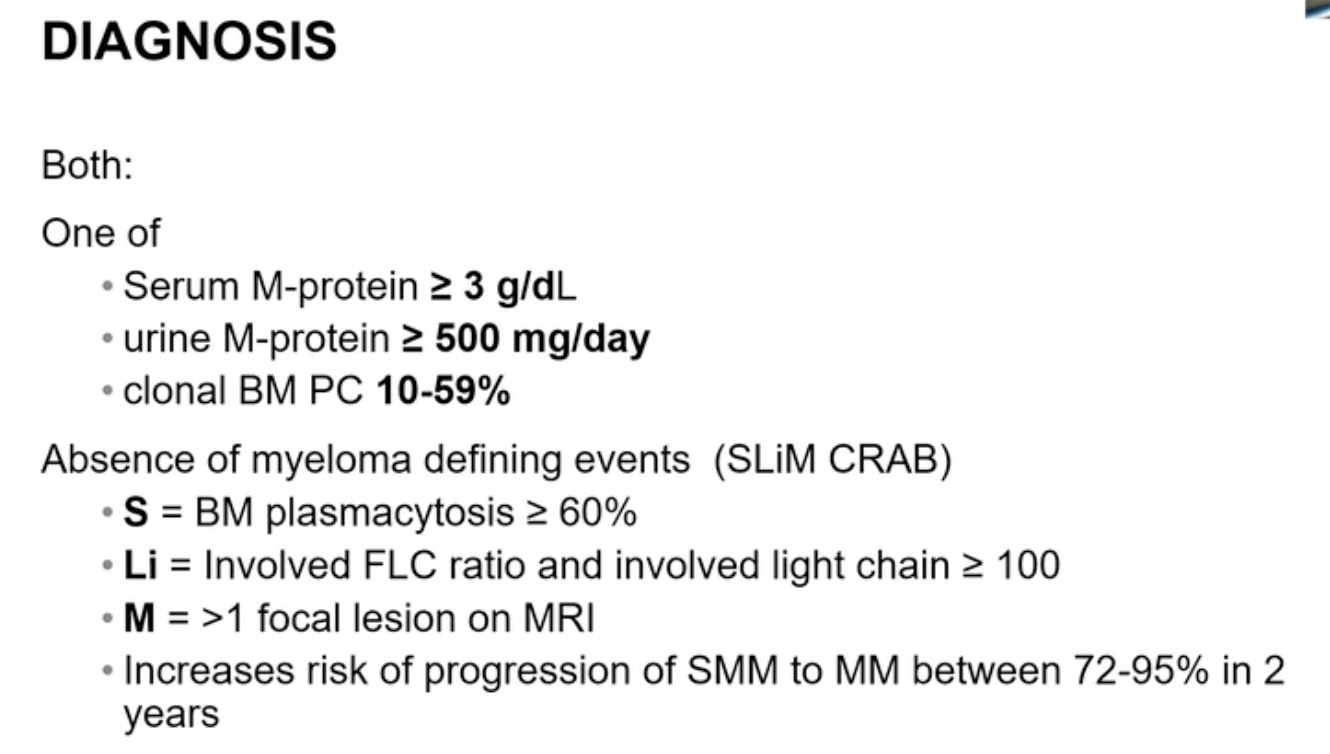 DIAGNOSIS
Both:
One of
• Serum M-protein ≥ 3 g/dL
• urine M-protein ≥ 500 mg/day
• clonal BM PC 10-59%
Absence of myeloma defining events (SLiM CRAB)
• S = BM plasmacytosis ≥ 60%
• Li = Involved FLC ratio and involved light chain ≥ 100
• M = >1 focal lesion on MRI
• Increases risk of progression of SMM to MM between 72-95% in 2
years